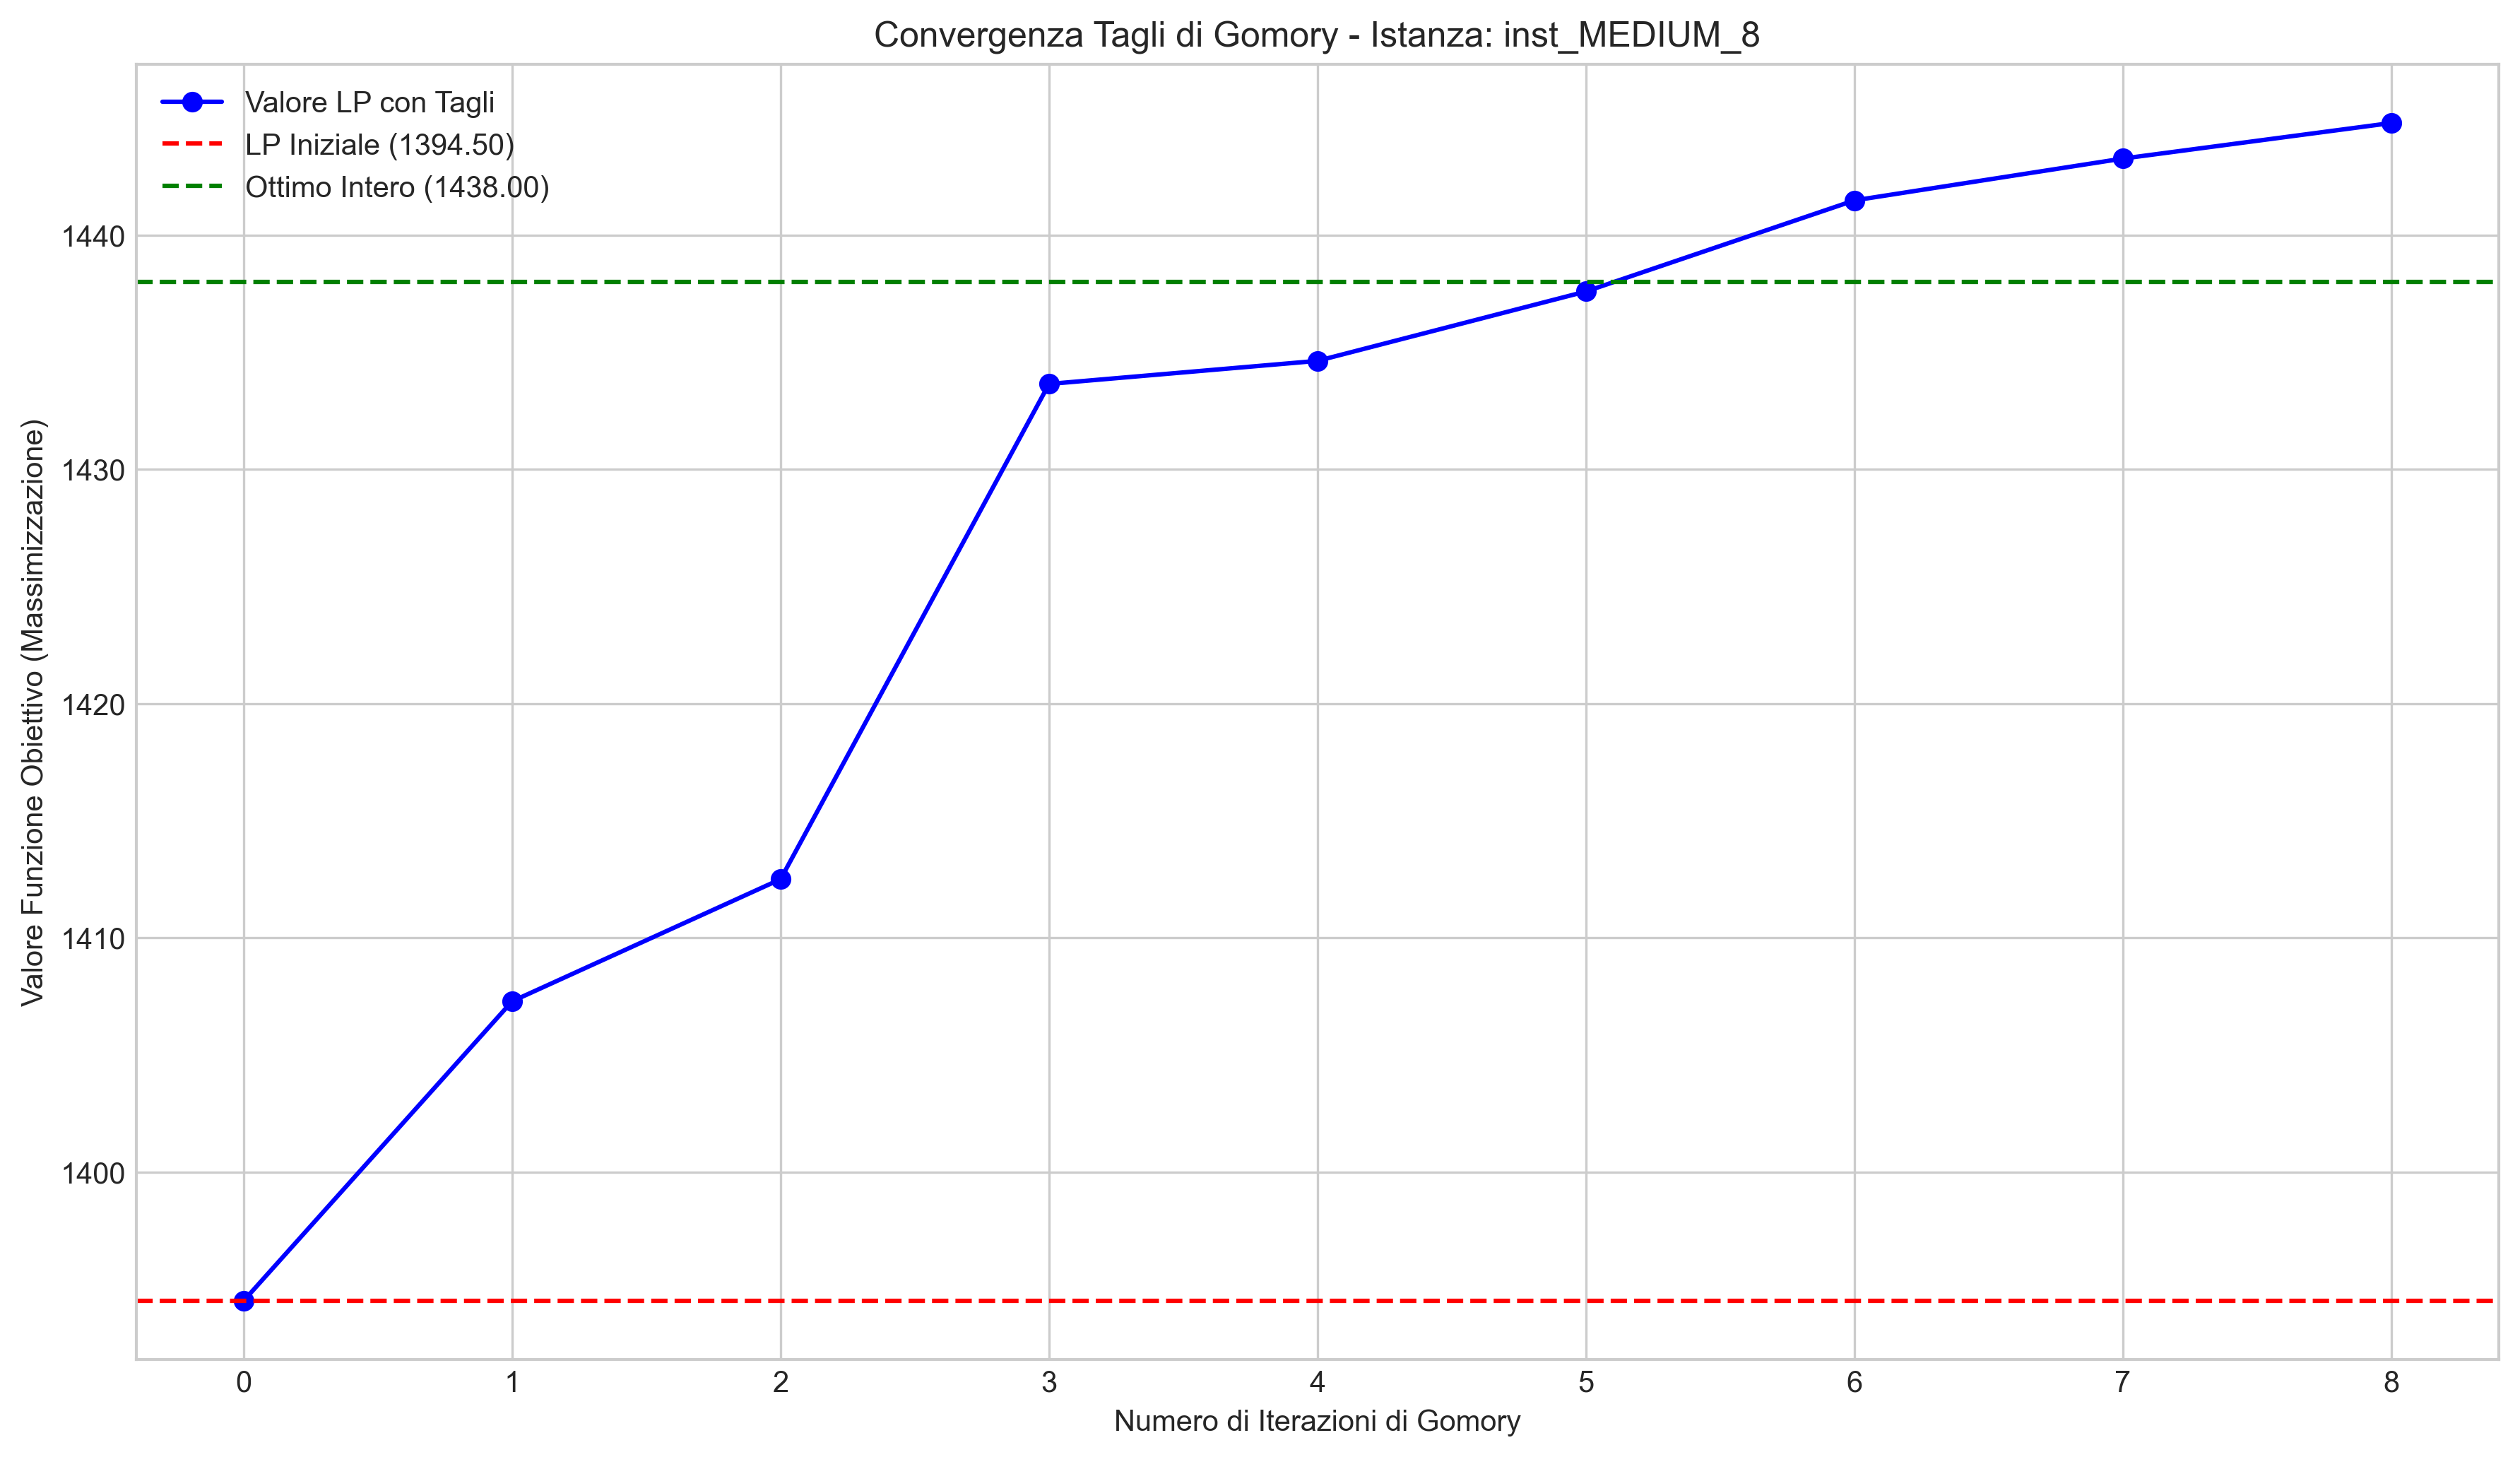 Convergenza Tagli di Gomory - Istanza: inst_MEDIUM_8
Valore LP con Tagli
LP Iniziale (1394.50)
Ottimo Intero (1438.00)
Valore Funzione Obiettivo (Massimizzazione)
1440
1430
1420
1410
1400
0 1 2 3 4 5 6 7 8
Numero di Iterazioni di Gomory